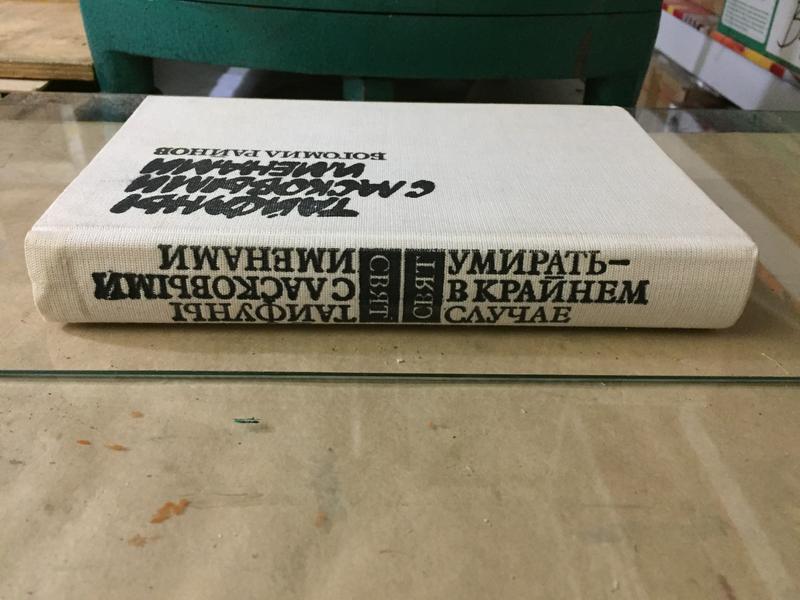 ТАЙФУНЫ
С ЛАСКОВЫМИ
ИМЕНАМИ
БОГОМИЛ РАЙНОВ
ТАЙФУНЫ
С ЛАСКОВЫМИ
ИМЕНАМИ
СВЯТ
СВЯТ
УМИРАТЬ–
В КРАЙНЕМ
СЛУЧАЕ